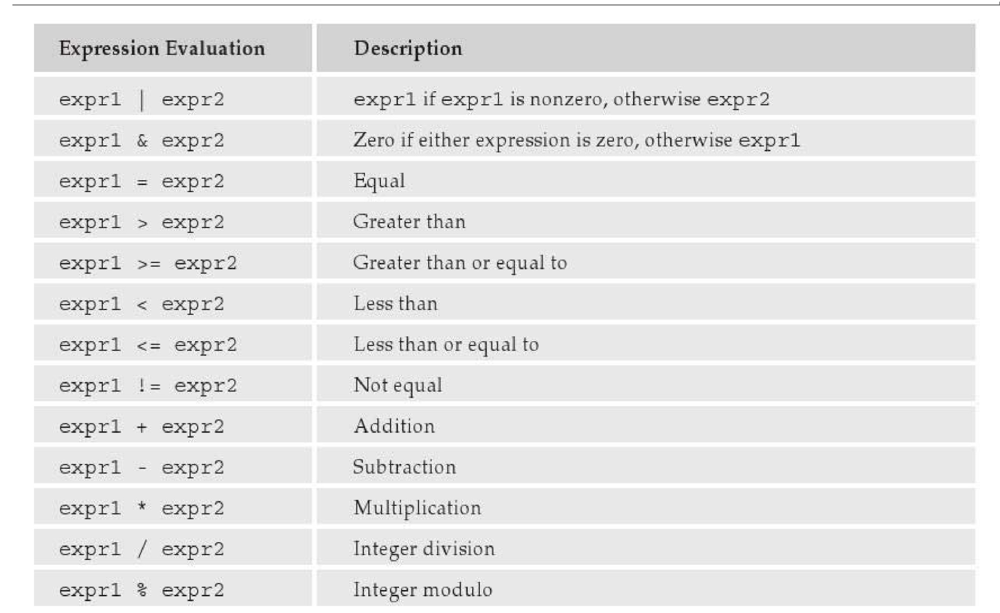 Expression Evaluation Description
expr1 | expr2 expr1 if expr1 is nonzero, otherwise expr2
expr1 & expr2 Zero if either expression is zero, otherwise expr1
expr1 = expr2 Equal
expr1 > expr2 Greater than
expr1 >= expr2 Greater than or equal to
expr1 < expr2 Less than
expr1 <= expr2 Less than or equal to
expr1 != expr2 Not equal
expr1 + expr2 Addition
expr1 - expr2 Subtraction
expr1 * expr2 Multiplication
expr1 / expr2 Integer division
expr1 % expr2 Integer modulo